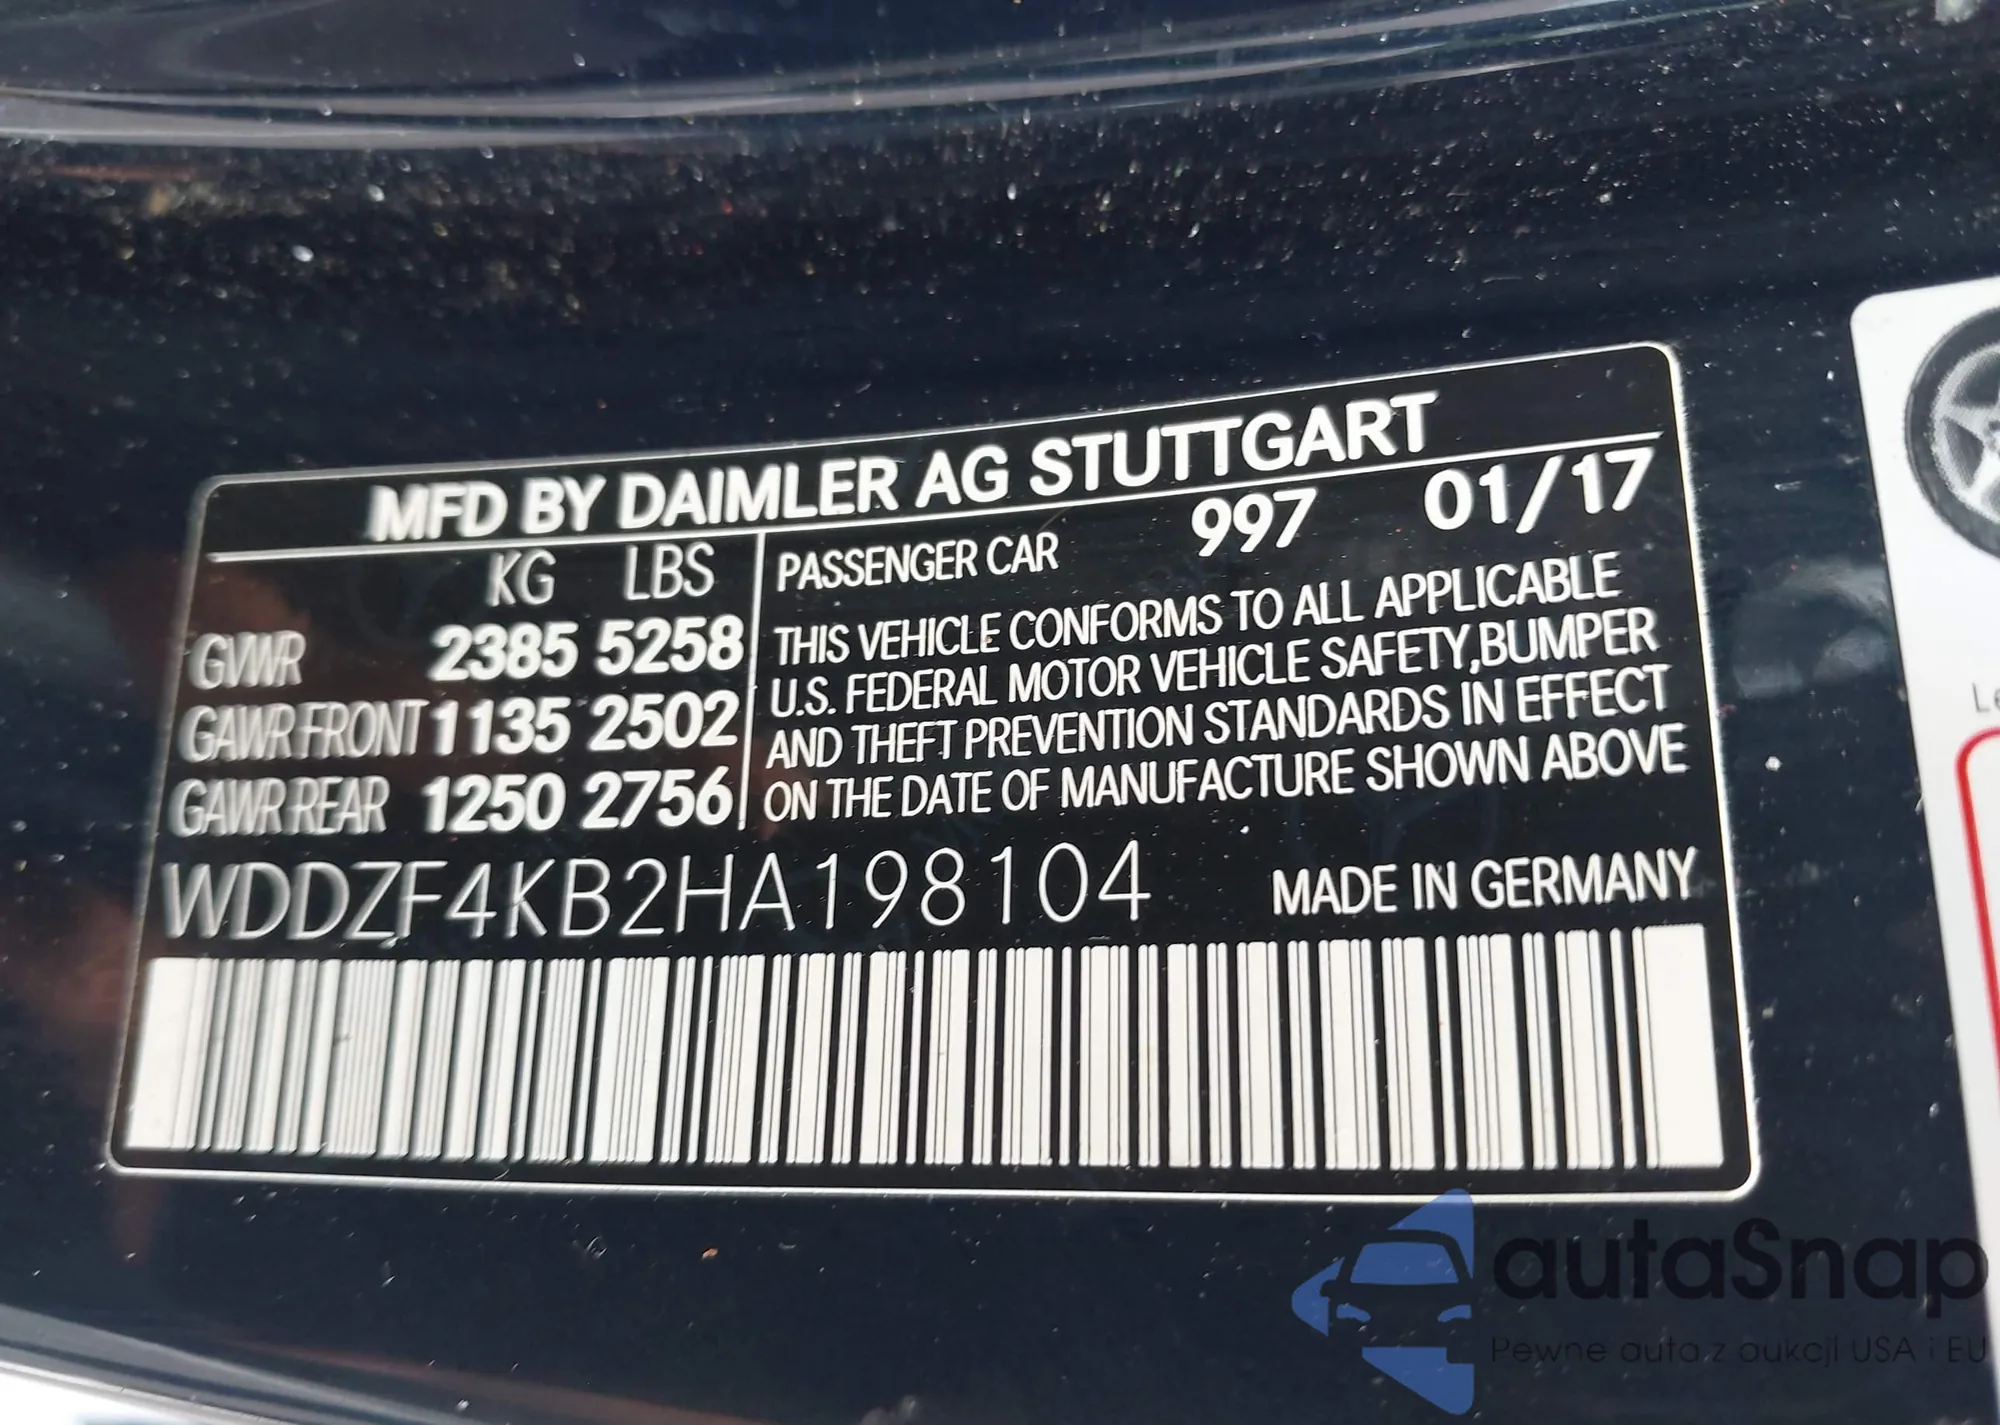 MFD BY DAIMLER AG STUTTGART
KG LBS
GVWR 2385 5258
GAWR FRONT 1135 2502
GAWR REAR 1250 2756
PASSENGER CAR 997 01/17
THIS VEHICLE CONFORMS TO ALL APPLICABLE
U.S. FEDERAL MOTOR VEHICLE SAFETY,BUMPER
AND THEFT PREVENTION STANDARDS IN EFFECT
ON THE DATE OF MANUFACTURE SHOWN ABOVE
WDDZF4KB2HA198104 MADE IN GERMANY
autaSnap
Pewne auta z aukcji USA i EU